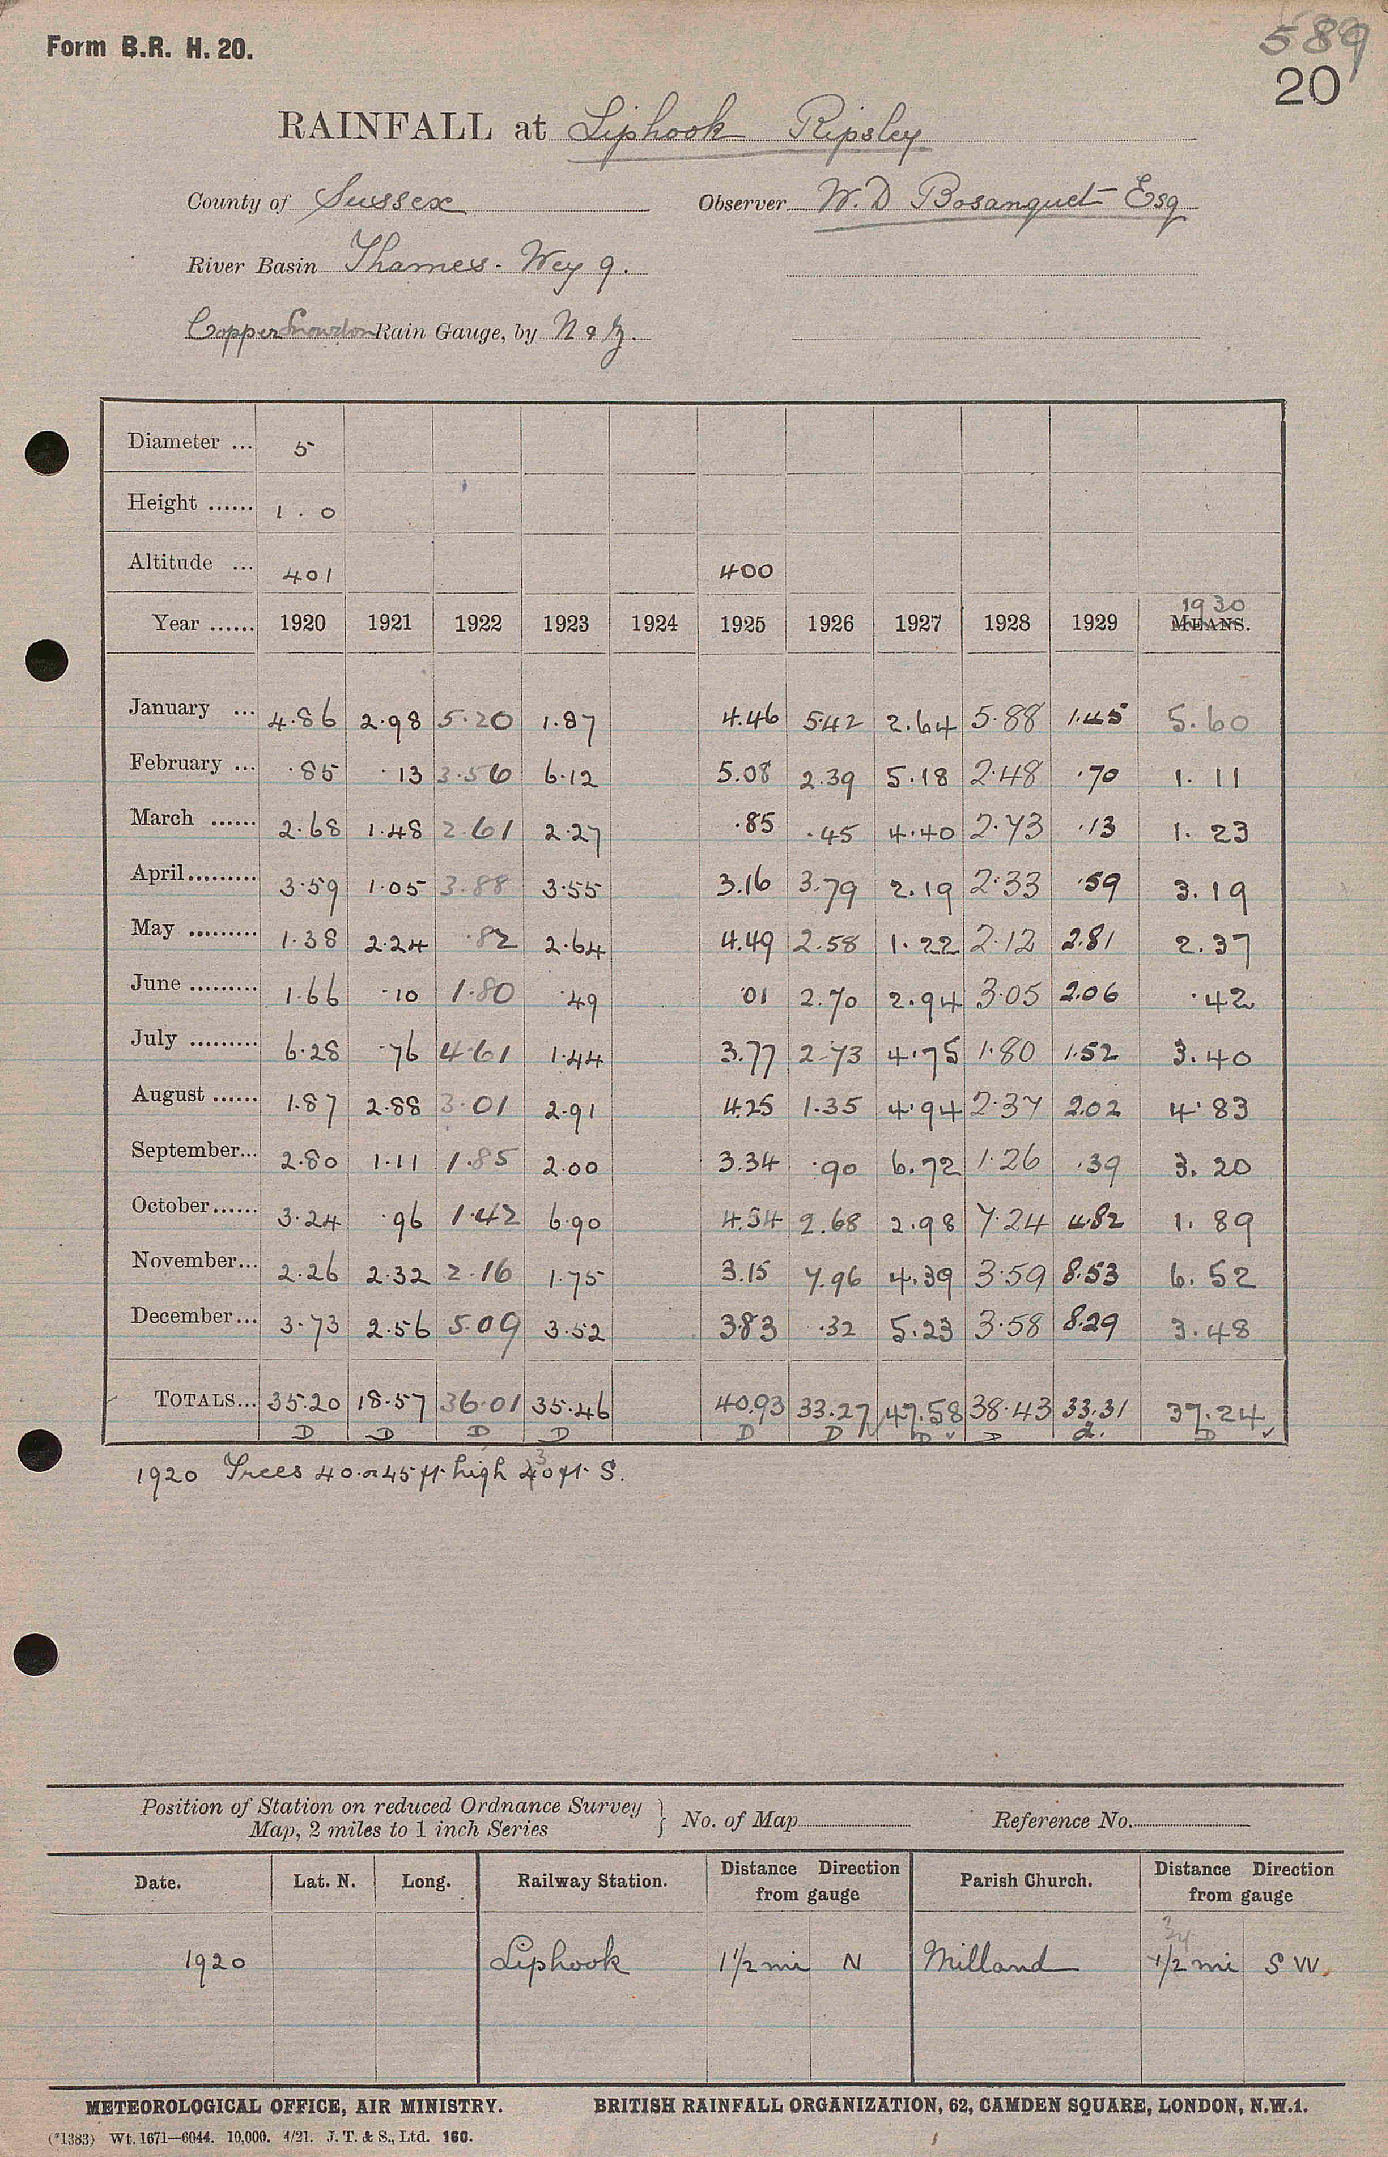 Form B.R. H. 20.
589
20
RAINFALL at Liphook Ripsley
County of Sussex Observer W. D Bosanquet Esq
River Basin Thames - Wey 9.
Copper Snowdon Rain Gauge, by N & Z.
Diameter ... 5
Height ...... 1 . 0
Altitude ... 401 400
1930
Year ...... 1920 1921 1922 1923 1924 1925 1926 1927 1928 1929 MEANS.
January ... 4.86 2.98 5.20 1.87 4.46 5.42 2.64 5.88 1.45 5.60
February ... .85 .13 3.56 6.12 5.08 2.39 5.18 2.48 .70 1.11
March ...... 2.68 1.48 2.61 2.27 .85 .45 4.40 2.73 .13 1.23
April......... 3.59 1.05 3.88 3.55 3.16 3.79 2.19 2.33 .59 3.19
May ......... 1.38 2.24 .82 2.64 4.49 2.58 1.22 2.12 2.81 2.37
June ......... 1.66 .10 1.80 .49 .01 2.70 2.94 3.05 2.06 .42
July ......... 6.28 .76 4.61 1.44 3.77 2.73 4.75 1.80 1.52 3.40
August ...... 1.87 2.88 3.01 2.91 4.25 1.35 4.94 2.37 2.02 4.83
September... 2.80 1.11 1.85 2.00 3.34 .90 6.72 1.26 .39 3.20
October...... 3.24 .96 1.42 6.90 4.54 2.68 2.98 7.24 4.82 1.89
November... 2.26 2.32 2.16 1.75 3.15 7.96 4.39 3.59 8.53 6.52
December... 3.73 2.56 5.09 3.52 3.83 .32 5.23 3.58 8.29 3.48
TOTALS... 35.20 18.57 36.01 35.46 40.93 33.27 47.58 38.43 33.31 37.24
D D D D D D D D d. D
1920 Trees 40 or 45 ft. high 30 ft. S.
Position of Station on reduced Ordnance Survey
Map, 2 miles to 1 inch Series } No. of Map Reference No.
Date. Lat. N. Long. Railway Station. Distance Direction from gauge Parish Church. Distance Direction from gauge
3/4
1920 Liphook 1 1/2 mi N Milland 1/2 mi S W.
METEOROLOGICAL OFFICE, AIR MINISTRY. BRITISH RAINFALL ORGANIZATION, 62, CAMDEN SQUARE, LONDON, N.W.1.
(*1383) Wt. 1671—6044. 10,000. 4/21. J. T. & S., Ltd. 160.